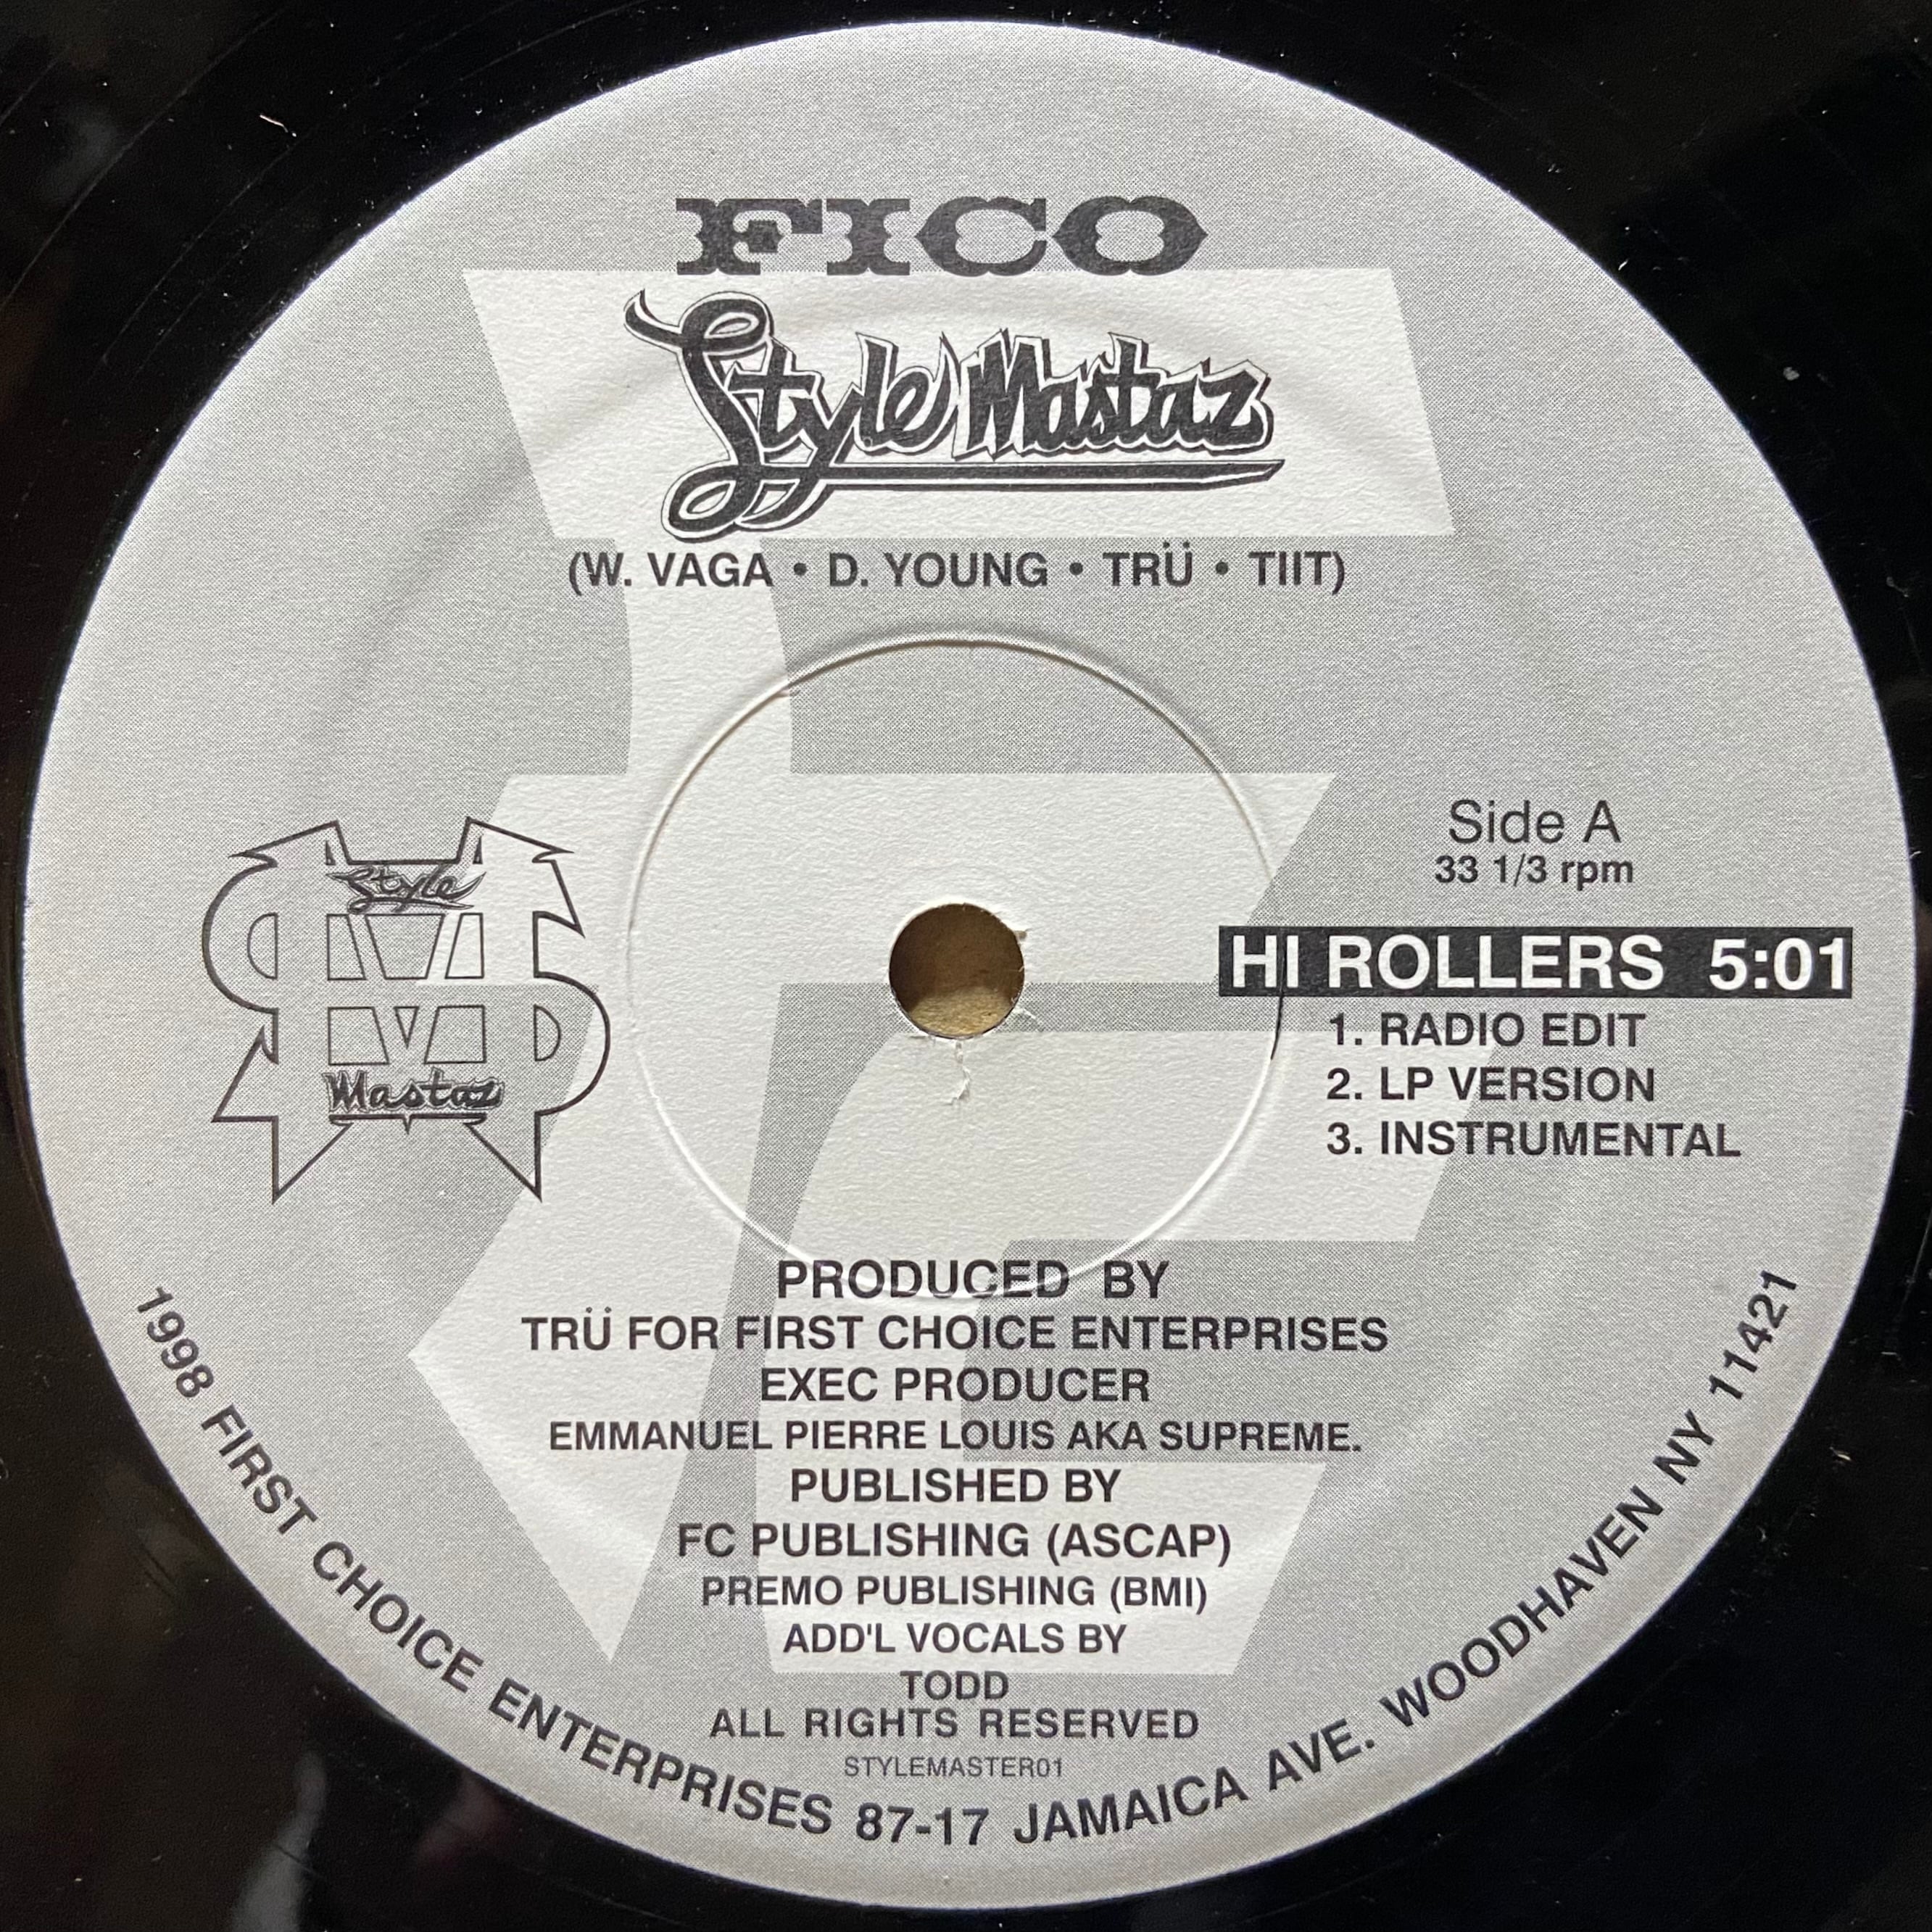 FICO
Style Mastaz
(W. VAGA • D. YOUNG • TRÜ • TIIT)
Side A
33 1/3 rpm
HI ROLLERS 5:01
1. RADIO EDIT
2. LP VERSION
3. INSTRUMENTAL
Style
Mastaz
PRODUCED BY
TRÜ FOR FIRST CHOICE ENTERPRISES
EXEC PRODUCER
EMMANUEL PIERRE LOUIS AKA SUPREME.
PUBLISHED BY
FC PUBLISHING (ASCAP)
PREMO PUBLISHING (BMI)
ADD'L VOCALS BY
TODD
ALL RIGHTS RESERVED
STYLEMASTER01
1998 FIRST CHOICE ENTERPRISES 87-17 JAMAICA AVE. WOODHAVEN NY 11421